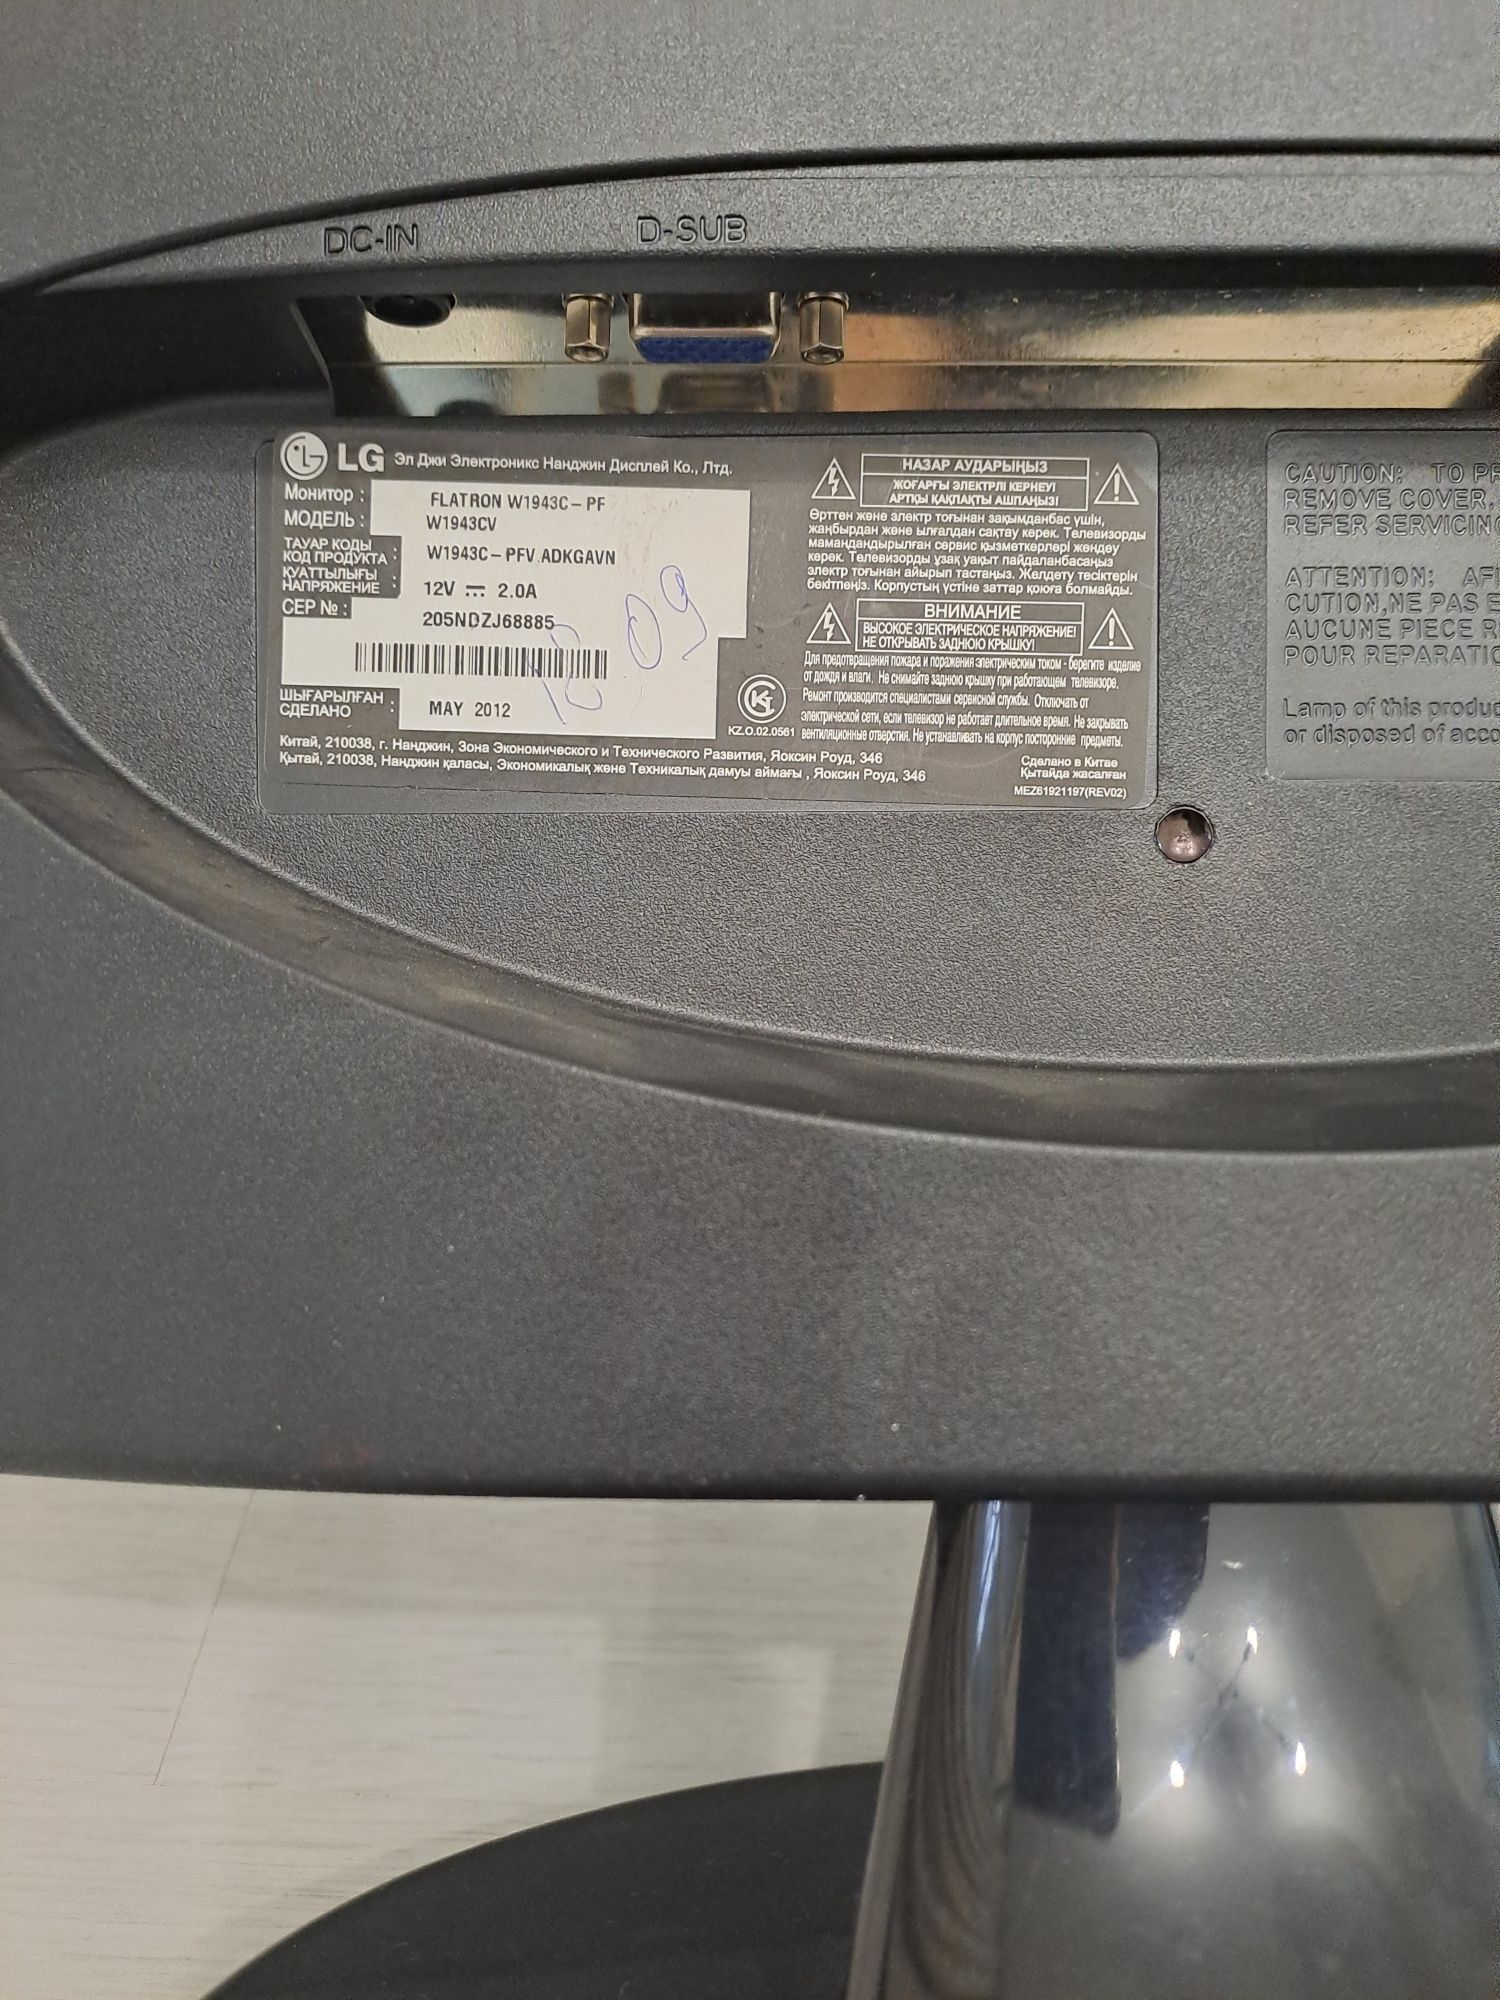 DC-IN
D-SUB
LG Эл Джи Электроникс Нанджин Дисплей Ко., Лтд.
Монитор : FLATRON W1943C-PF
МОДЕЛЬ : W1943CV
ТАУАР КОДЫ
КОД ПРОДУКТА : W1943C-PFV.ADKGAVN
ҚУАТТЫЛЫҒЫ
НАПРЯЖЕНИЕ : 12V ⎓ 2.0A
СЕР № : 205NDZJ68885
09
ШЫҒАРЫЛҒАН
СДЕЛАНО : MAY 2012
Китай, 210038, г. Нанджин, Зона Экономического и Технического Развития, Яоксин Роуд, 346
Қытай, 210038, Нанджин қаласы, Экономикалық және Техникалық дамуы аймағы , Яоксин Роуд, 346
НАЗАР АУДАРЫҢЫЗ
ЖОҒАРҒЫ ЭЛЕКТРЛІ КЕРНЕУ!
АРТҚЫ ҚАҚПАҚТЫ АШПАҢЫЗ!
Өрттен және электр тоғынан зақымданбас үшін,
жаңбырдан және ылғалдан сақтау керек. Телевизорды
мамандандырылған сервис қызметкерлері жөндеу
керек. Телевизорды ұзақ уақыт пайдаланбасаңыз
электр тоғынан айырып тастаңыз. Желдету тесіктерін
бекітпеңіз. Корпустың үстіне заттар қоюға болмайды.
ВНИМАНИЕ
ВЫСОКОЕ ЭЛЕКТРИЧЕСКОЕ НАПРЯЖЕНИЕ!
НЕ ОТКРЫВАТЬ ЗАДНЮЮ КРЫШКУ!
Для предотвращения пожара и поражения электрическим током - берегите изделие
от дождя и влаги. Не снимайте заднюю крышку при работающем телевизоре.
Ремонт производится специалистами сервисной службы. Отключать от
электрической сети, если телевизор не работает длительное время. Не закрывать
вентиляционные отверстия. Не устанавливать на корпус посторонние предметы.
KZ.O.02.0561
Сделано в Китае
Қытайда жасалған
MEZ61921197(REV02)
CAUTION: TO PR
REMOVE COVER.
REFER SERVICING
ATTENTION: AFI
CUTION,NE PAS E
AUCUNE PIECE R
POUR REPARATIO
Lamp of this produc
or disposed of acco